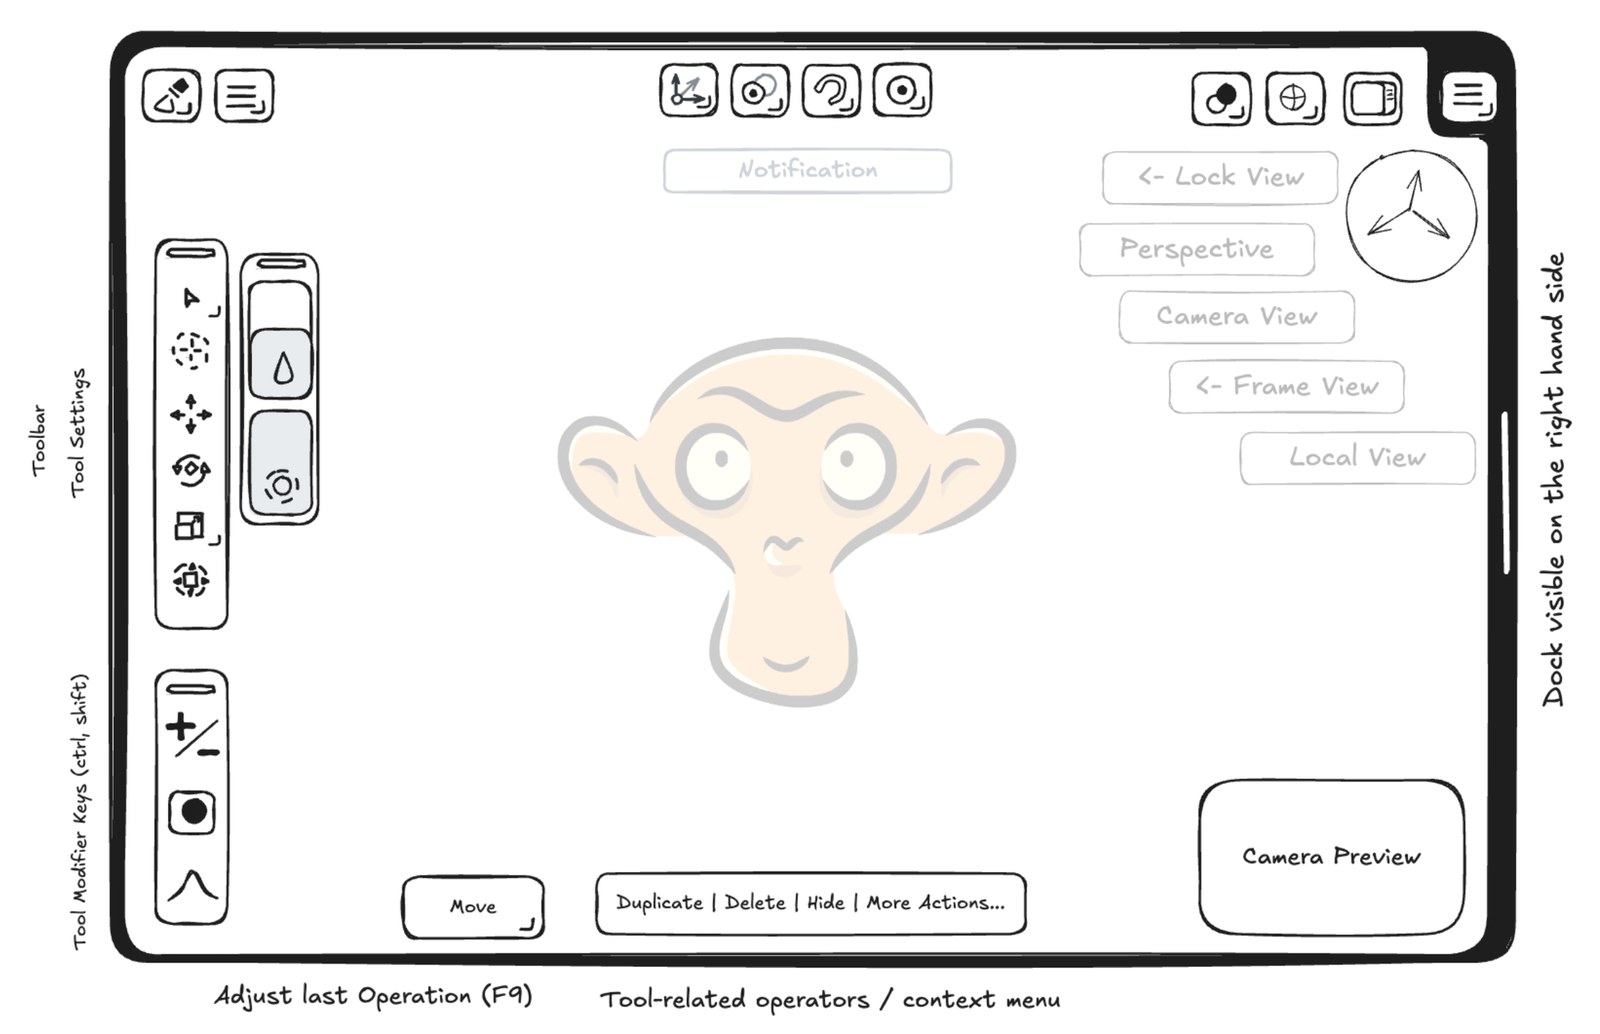 Notification
<- Lock View
Perspective
Camera View
<- Frame View
Local View
Toolbar
Tool Settings
Tool Modifier Keys (ctrl, shift)
Dock visible on the right hand side
Camera Preview
Move
Duplicate | Delete | Hide | More Actions...
Adjust last Operation (F9)
Tool-related operators / context menu